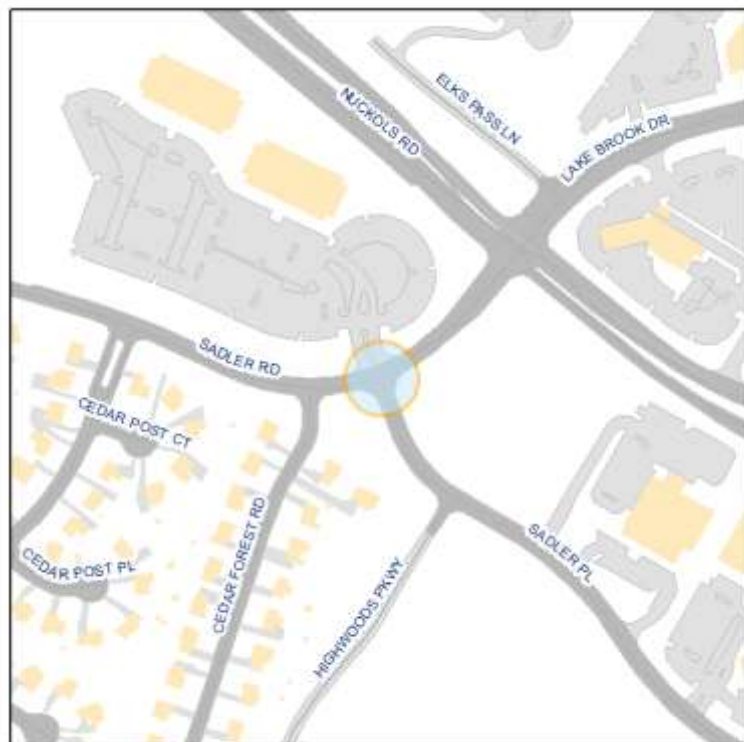 ELKS PASS LN
NUCKOLS RD
LAKE BROOK DR
SADLER RD
CEDAR POST CT
CEDAR FOREST RD
SADLER PL
CEDAR POST PL
HIGHWOODS PKWY